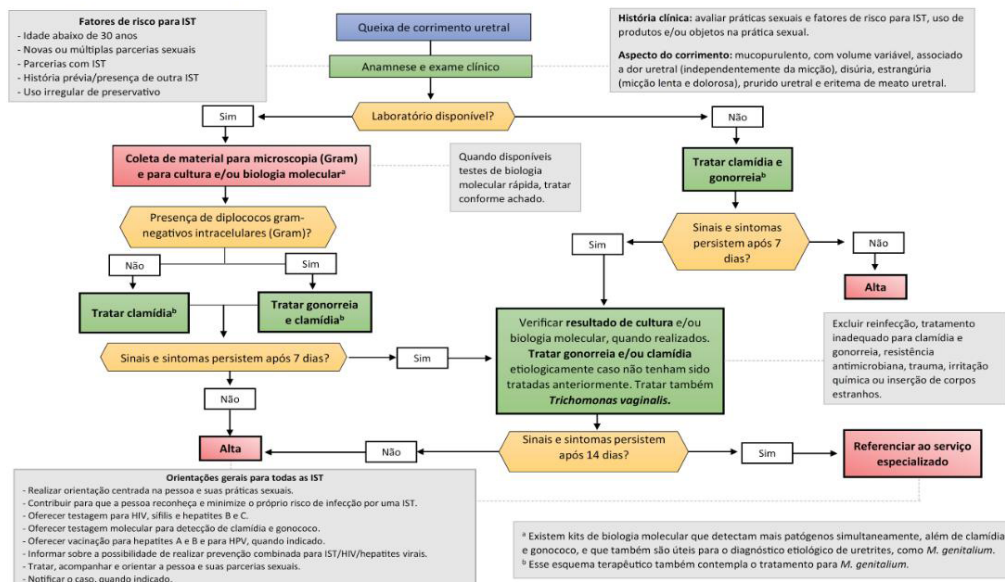 Fatores de risco para IST
- Idade abaixo de 30 anos
- Novas ou múltiplas parcerias sexuais
- Parcerias com IST
- História prévia/presença de outra IST
- Uso irregular de preservativo
Queixa de corrimento uretral
Anamnese e exame clínico
História clínica: avaliar práticas sexuais e fatores de risco para IST, uso de
produtos e/ou objetos na prática sexual.
Aspecto do corrimento: mucopurulento, com volume variável, associado
a dor uretral (independentemente da micção), disúria, estrangúria
(micção lenta e dolorosa), prurido uretral e eritema de meato uretral.
Laboratório disponível?
Sim
Não
Coleta de material para microscopia (Gram)
e para cultura e/ou biologia molecularᵃ
Quando disponíveis
testes de biologia
molecular rápida, tratar
conforme achado.
Tratar clamídia e
gonorreiaᵇ
Presença de diplococos gram-
negativos intracelulares (Gram)?
Não
Sim
Tratar clamídiaᵇ
Tratar gonorreia
e clamídiaᵇ
Sinais e sintomas
persistem após 7
dias?
Sim
Não
Alta
Sinais e sintomas persistem após 7 dias?
Sim
Não
Verificar resultado de cultura e/ou
biologia molecular, quando realizados.
Tratar gonorreia e/ou clamídia
etiologicamente caso não tenham sido
tratadas anteriormente. Tratar também
Trichomonas vaginalis.
Excluir reinfecção, tratamento
inadequado para clamídia e
gonorreia, resistência
antimicrobiana, trauma, irritação
química ou inserção de corpos
estranhos.
Alta
Não
Sinais e sintomas persistem
após 14 dias?
Sim
Referenciar ao serviço
especializado
Orientações gerais para todas as IST
- Realizar orientação centrada na pessoa e suas práticas sexuais.
- Contribuir para que a pessoa reconheça e minimize o próprio risco de infecção por uma IST.
- Oferecer testagem para HIV, sífilis e hepatites B e C.
- Oferecer testagem molecular para detecção de clamídia e gonococo.
- Oferecer vacinação para hepatites A e B e para HPV, quando indicado.
- Informar sobre a possibilidade de realizar prevenção combinada para IST/HIV/hepatites virais.
- Tratar, acompanhar e orientar a pessoa e suas parcerias sexuais.
- Notificar o caso, quando indicado.
ᵃ Existem kits de biologia molecular que detectam mais patógenos simultaneamente, além de clamídia
e gonococo, e que também são úteis para o diagnóstico etiológico de uretrites, como M. genitalium.
ᵇ Esse esquema terapêutico também contempla o tratamento para M. genitalium.